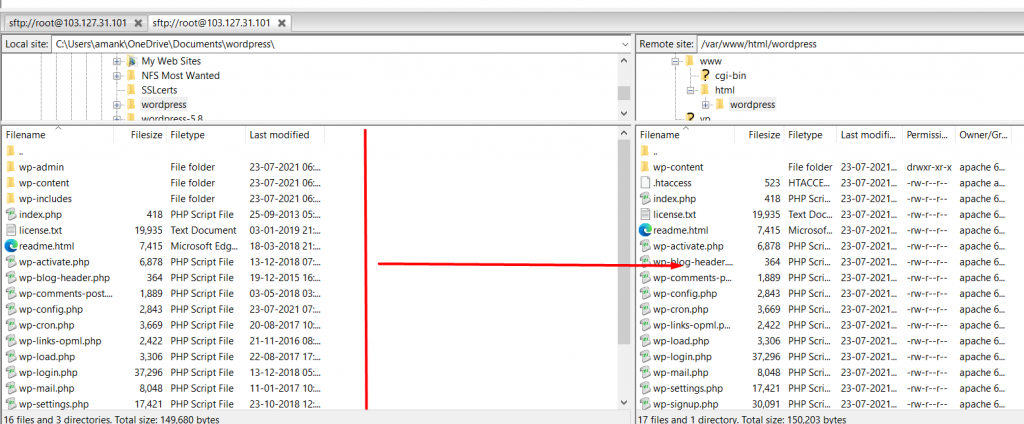 sftp://root@103.127.31.101 sftp://root@103.127.31.101
Local site: C:\Users\amank\OneDrive\Documents\wordpress\
My Web Sites
NFS Most Wanted
SSLcerts
wordpress
wordpress-5.8
Filename Filesize Filetype Last modified
..
wp-admin File folder 23-07-2021 06:...
wp-content File folder 23-07-2021 06:...
wp-includes File folder 23-07-2021 06:...
index.php 418 PHP Script File 25-09-2013 05:...
license.txt 19,935 Text Document 03-01-2019 21:...
readme.html 7,415 Microsoft Edg... 18-03-2018 21:...
wp-activate.php 6,878 PHP Script File 13-12-2018 07:...
wp-blog-header.php 364 PHP Script File 19-12-2015 16:...
wp-comments-post.... 1,889 PHP Script File 03-05-2018 03:...
wp-config.php 2,843 PHP Script File 23-07-2021 07:...
wp-cron.php 3,669 PHP Script File 20-08-2017 10:...
wp-links-opml.php 2,422 PHP Script File 21-11-2016 08:...
wp-load.php 3,306 PHP Script File 22-08-2017 17:...
wp-login.php 37,296 PHP Script File 13-12-2018 05:...
wp-mail.php 8,048 PHP Script File 11-01-2017 10:...
wp-settings.php 17,421 PHP Script File 23-10-2018 12:...
16 files and 3 directories. Total size: 149,680 bytes
Remote site: /var/www/html/wordpress
www
cgi-bin
html
wordpress
Filename Filesize Filetype Last modifi... Permissi... Owner/Gr...
..
wp-content File folder 23-07-2021... drwxr-xr-x apache 6...
.htaccess 523 HTACCE... 23-07-2021... -rw-r--r-- apache a...
index.php 418 PHP Scri... 23-07-2021... -rw-r--r-- apache 6...
license.txt 19,935 Text Doc... 23-07-2021... -rw-r--r-- apache 6...
readme.html 7,415 Microsof... 23-07-2021... -rw-r--r-- apache 6...
wp-activate.php 6,878 PHP Scri... 23-07-2021... -rw-r--r-- apache 6...
wp-blog-header.... 364 PHP Scri... 23-07-2021... -rw-r--r-- apache 6...
wp-comments-p... 1,889 PHP Scri... 23-07-2021... -rw-r--r-- apache 6...
wp-config.php 2,843 PHP Scri... 23-07-2021... -rw-r--r-- apache 6...
wp-cron.php 3,669 PHP Scri... 23-07-2021... -rw-r--r-- apache 6...
wp-links-opml.p... 2,422 PHP Scri... 23-07-2021... -rw-r--r-- apache 6...
wp-load.php 3,306 PHP Scri... 23-07-2021... -rw-r--r-- apache 6...
wp-login.php 37,296 PHP Scri... 23-07-2021... -rw-r--r-- apache 6...
wp-mail.php 8,048 PHP Scri... 23-07-2021... -rw-r--r-- apache 6...
wp-settings.php 17,421 PHP Scri... 23-07-2021... -rw-r--r-- apache 6...
wp-signup.php 30,091 PHP Scri... 23-07-2021... -rw-r--r-- apache 6...
17 files and 1 directory. Total size: 150,203 bytes